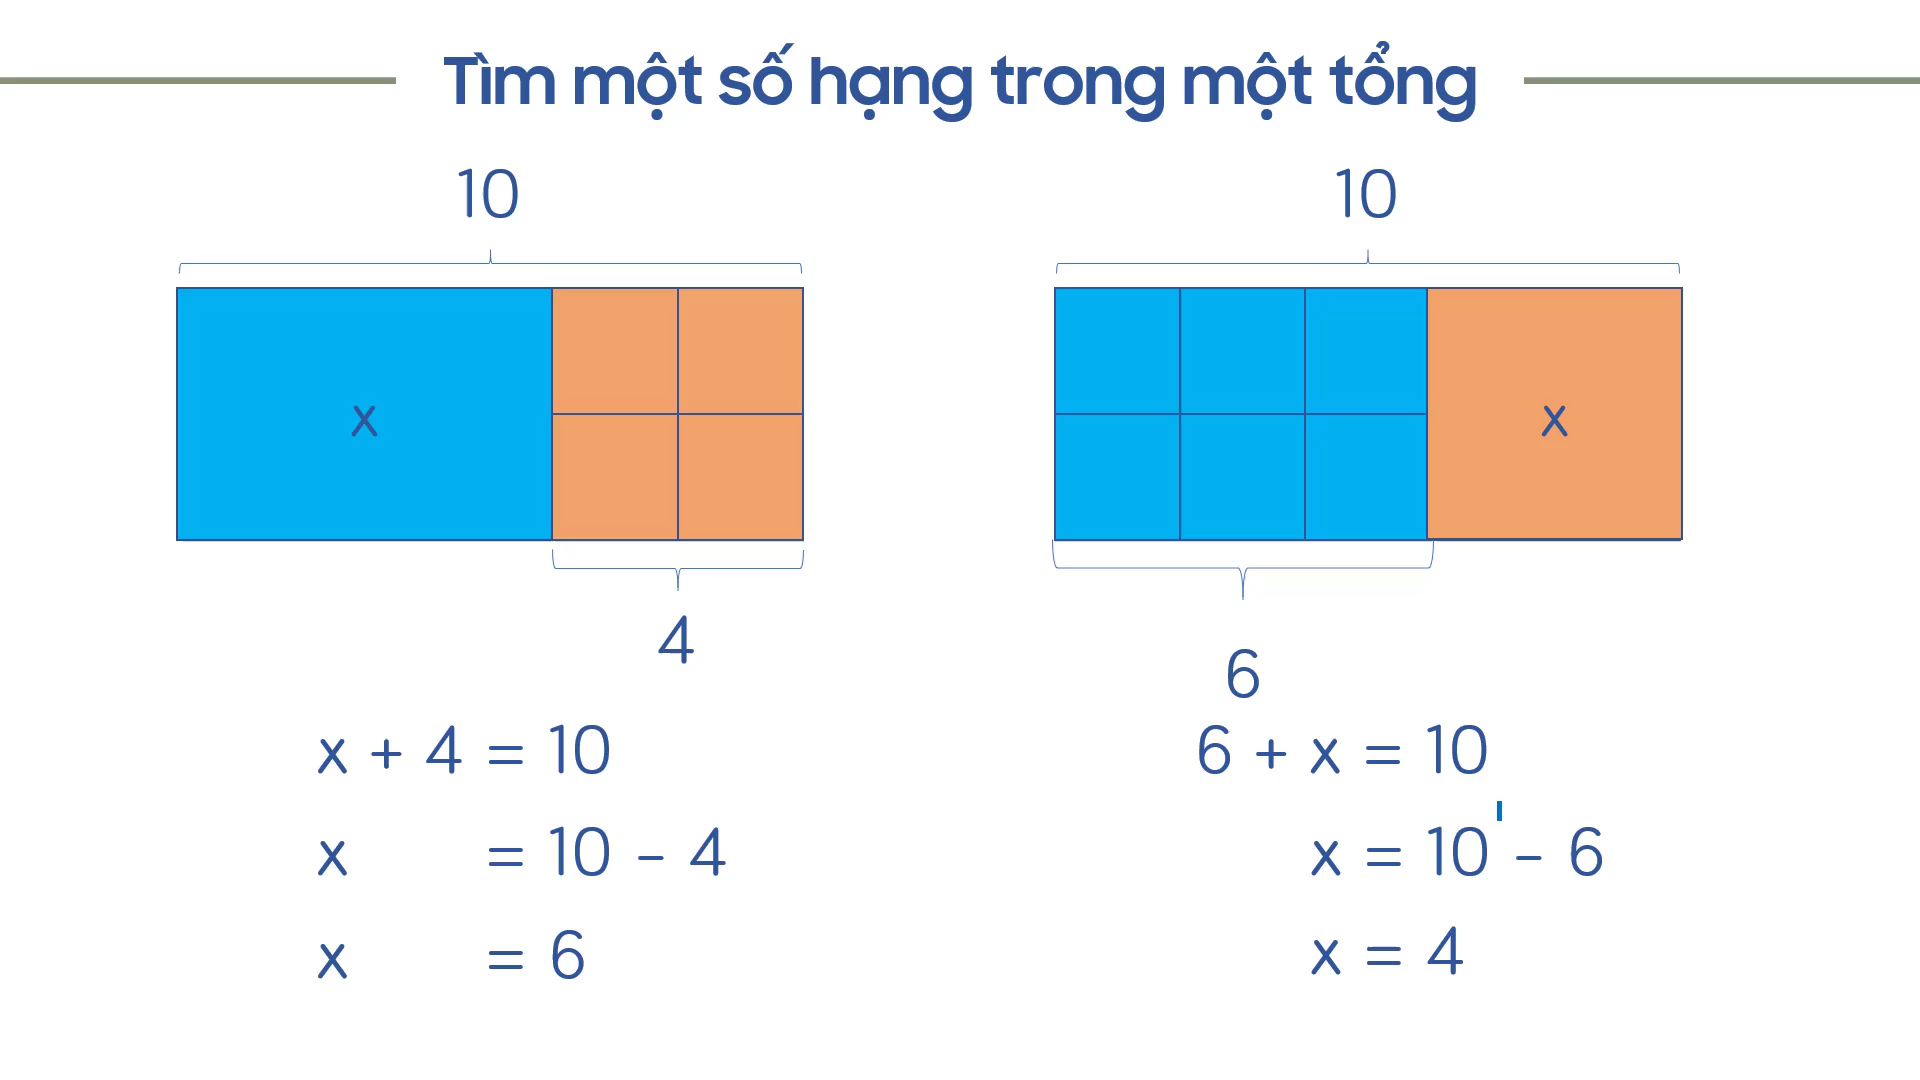 Tìm một số hạng trong một tổng
10
x
4
x + 4 = 10
x = 10 - 4
x = 6
10
x
6
6 + x = 10
x = 10 - 6
x = 4